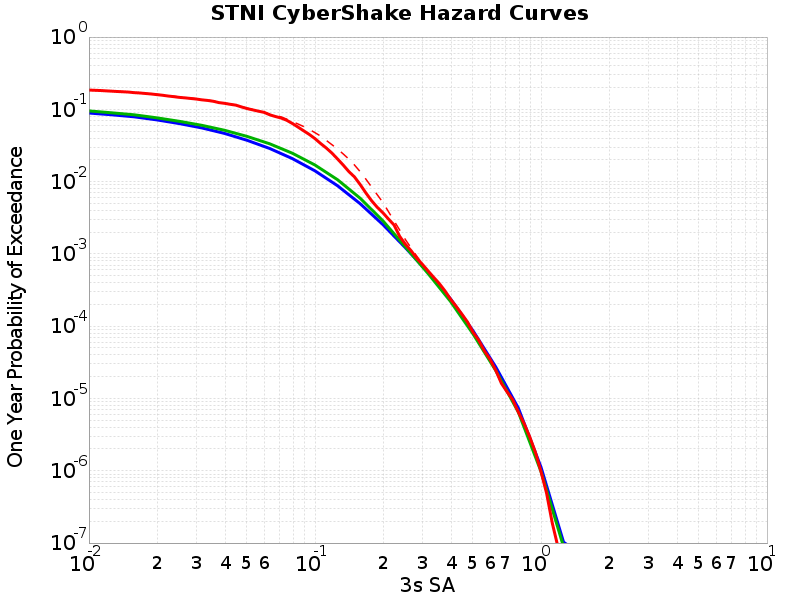 STNI CyberShake Hazard Curves
One Year Probability of Exceedance
10^0
10^-1
10^-2
10^-3
10^-4
10^-5
10^-6
10^-7
10^-2 2 3 4 5 6 10^-1 2 3 4 5 6 7 10^0 2 3 4 5 6 7 10^1
3s SA